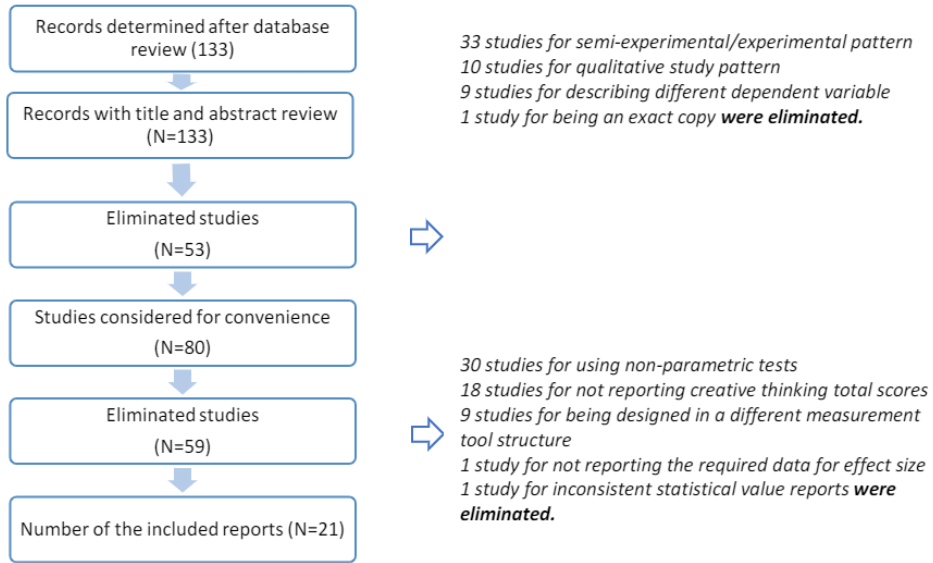 Records determined after database
review (133)
33 studies for semi-experimental/experimental pattern
10 studies for qualitative study pattern
9 studies for describing different dependent variable
1 study for being an exact copy were eliminated.
Records with title and abstract review
(N=133)
Eliminated studies
(N=53)
Studies considered for convenience
(N=80)
30 studies for using non-parametric tests
18 studies for not reporting creative thinking total scores
9 studies for being designed in a different measurement
tool structure
1 study for not reporting the required data for effect size
1 study for inconsistent statistical value reports were
eliminated.
Eliminated studies
(N=59)
Number of the included reports (N=21)